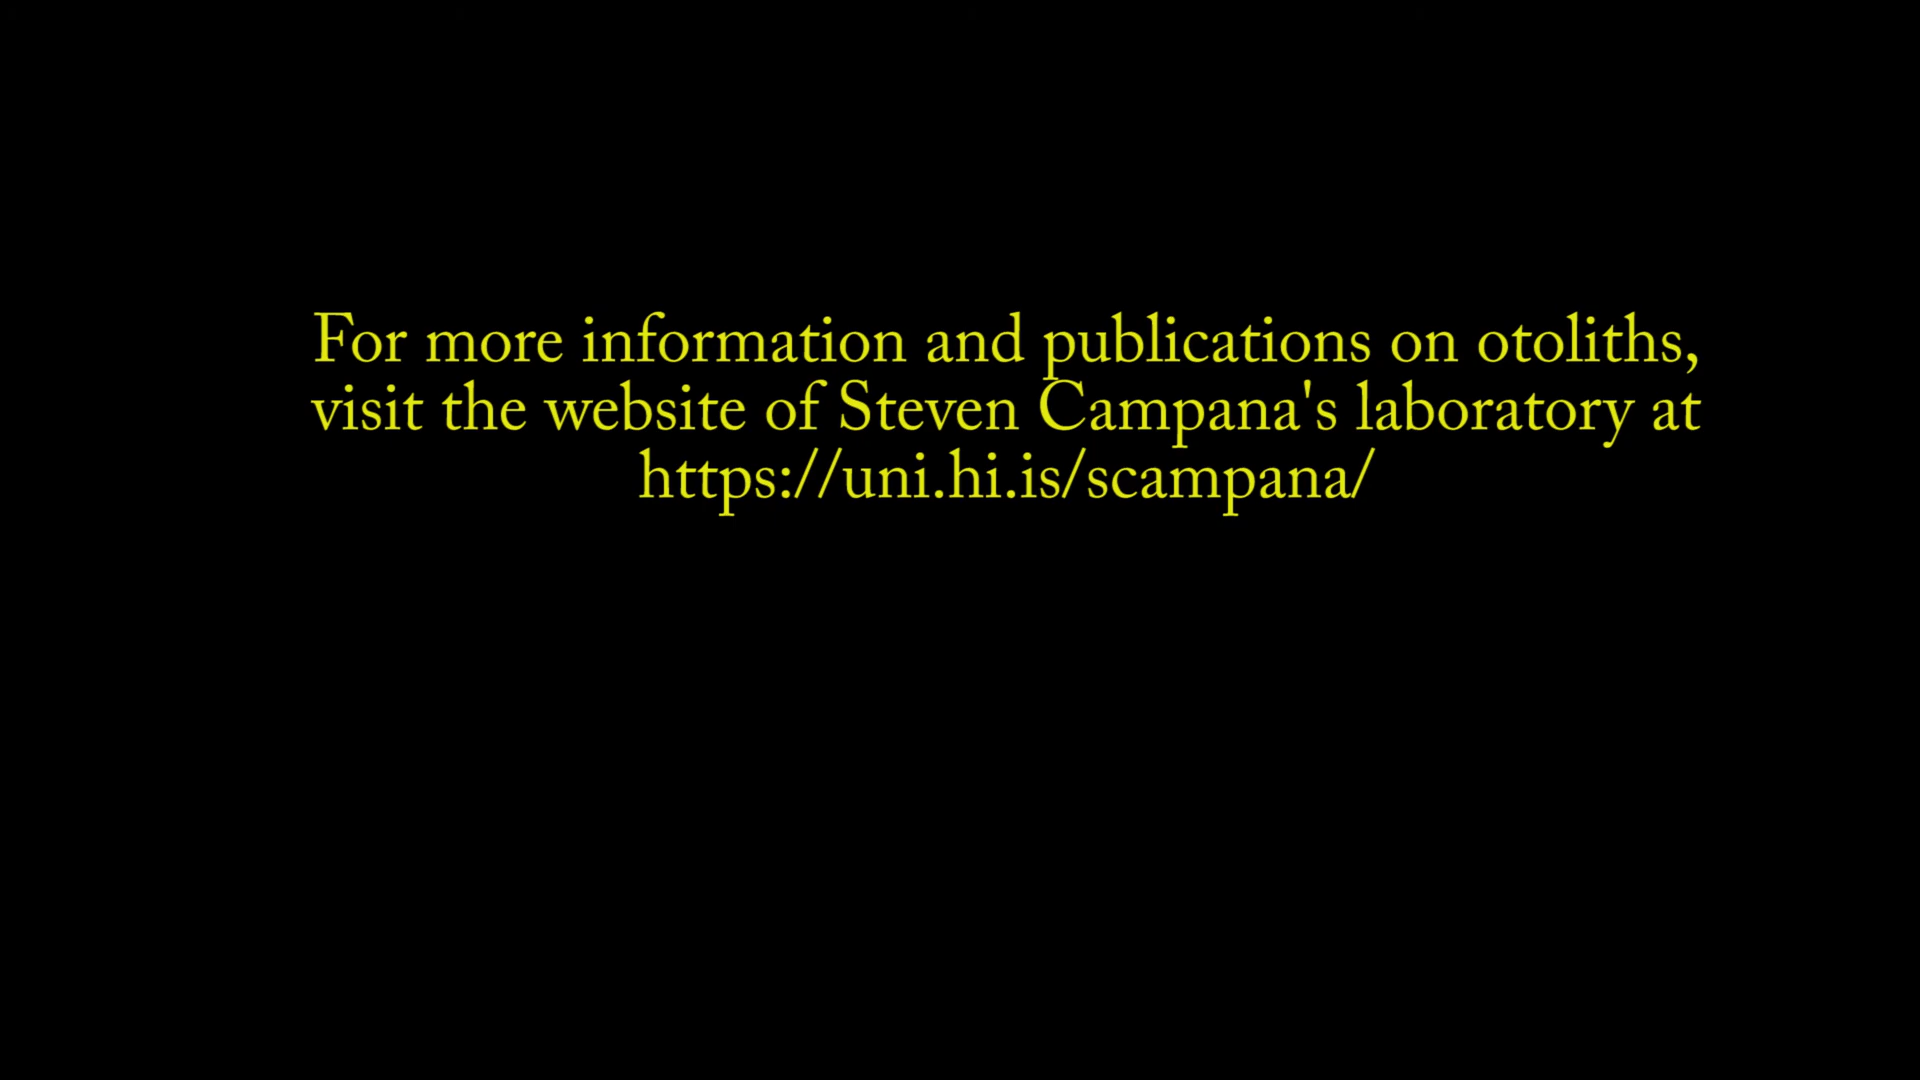 For more information and publications on otoliths,
visit the website of Steven Campana's laboratory at
https://uni.hi.is/scampana/